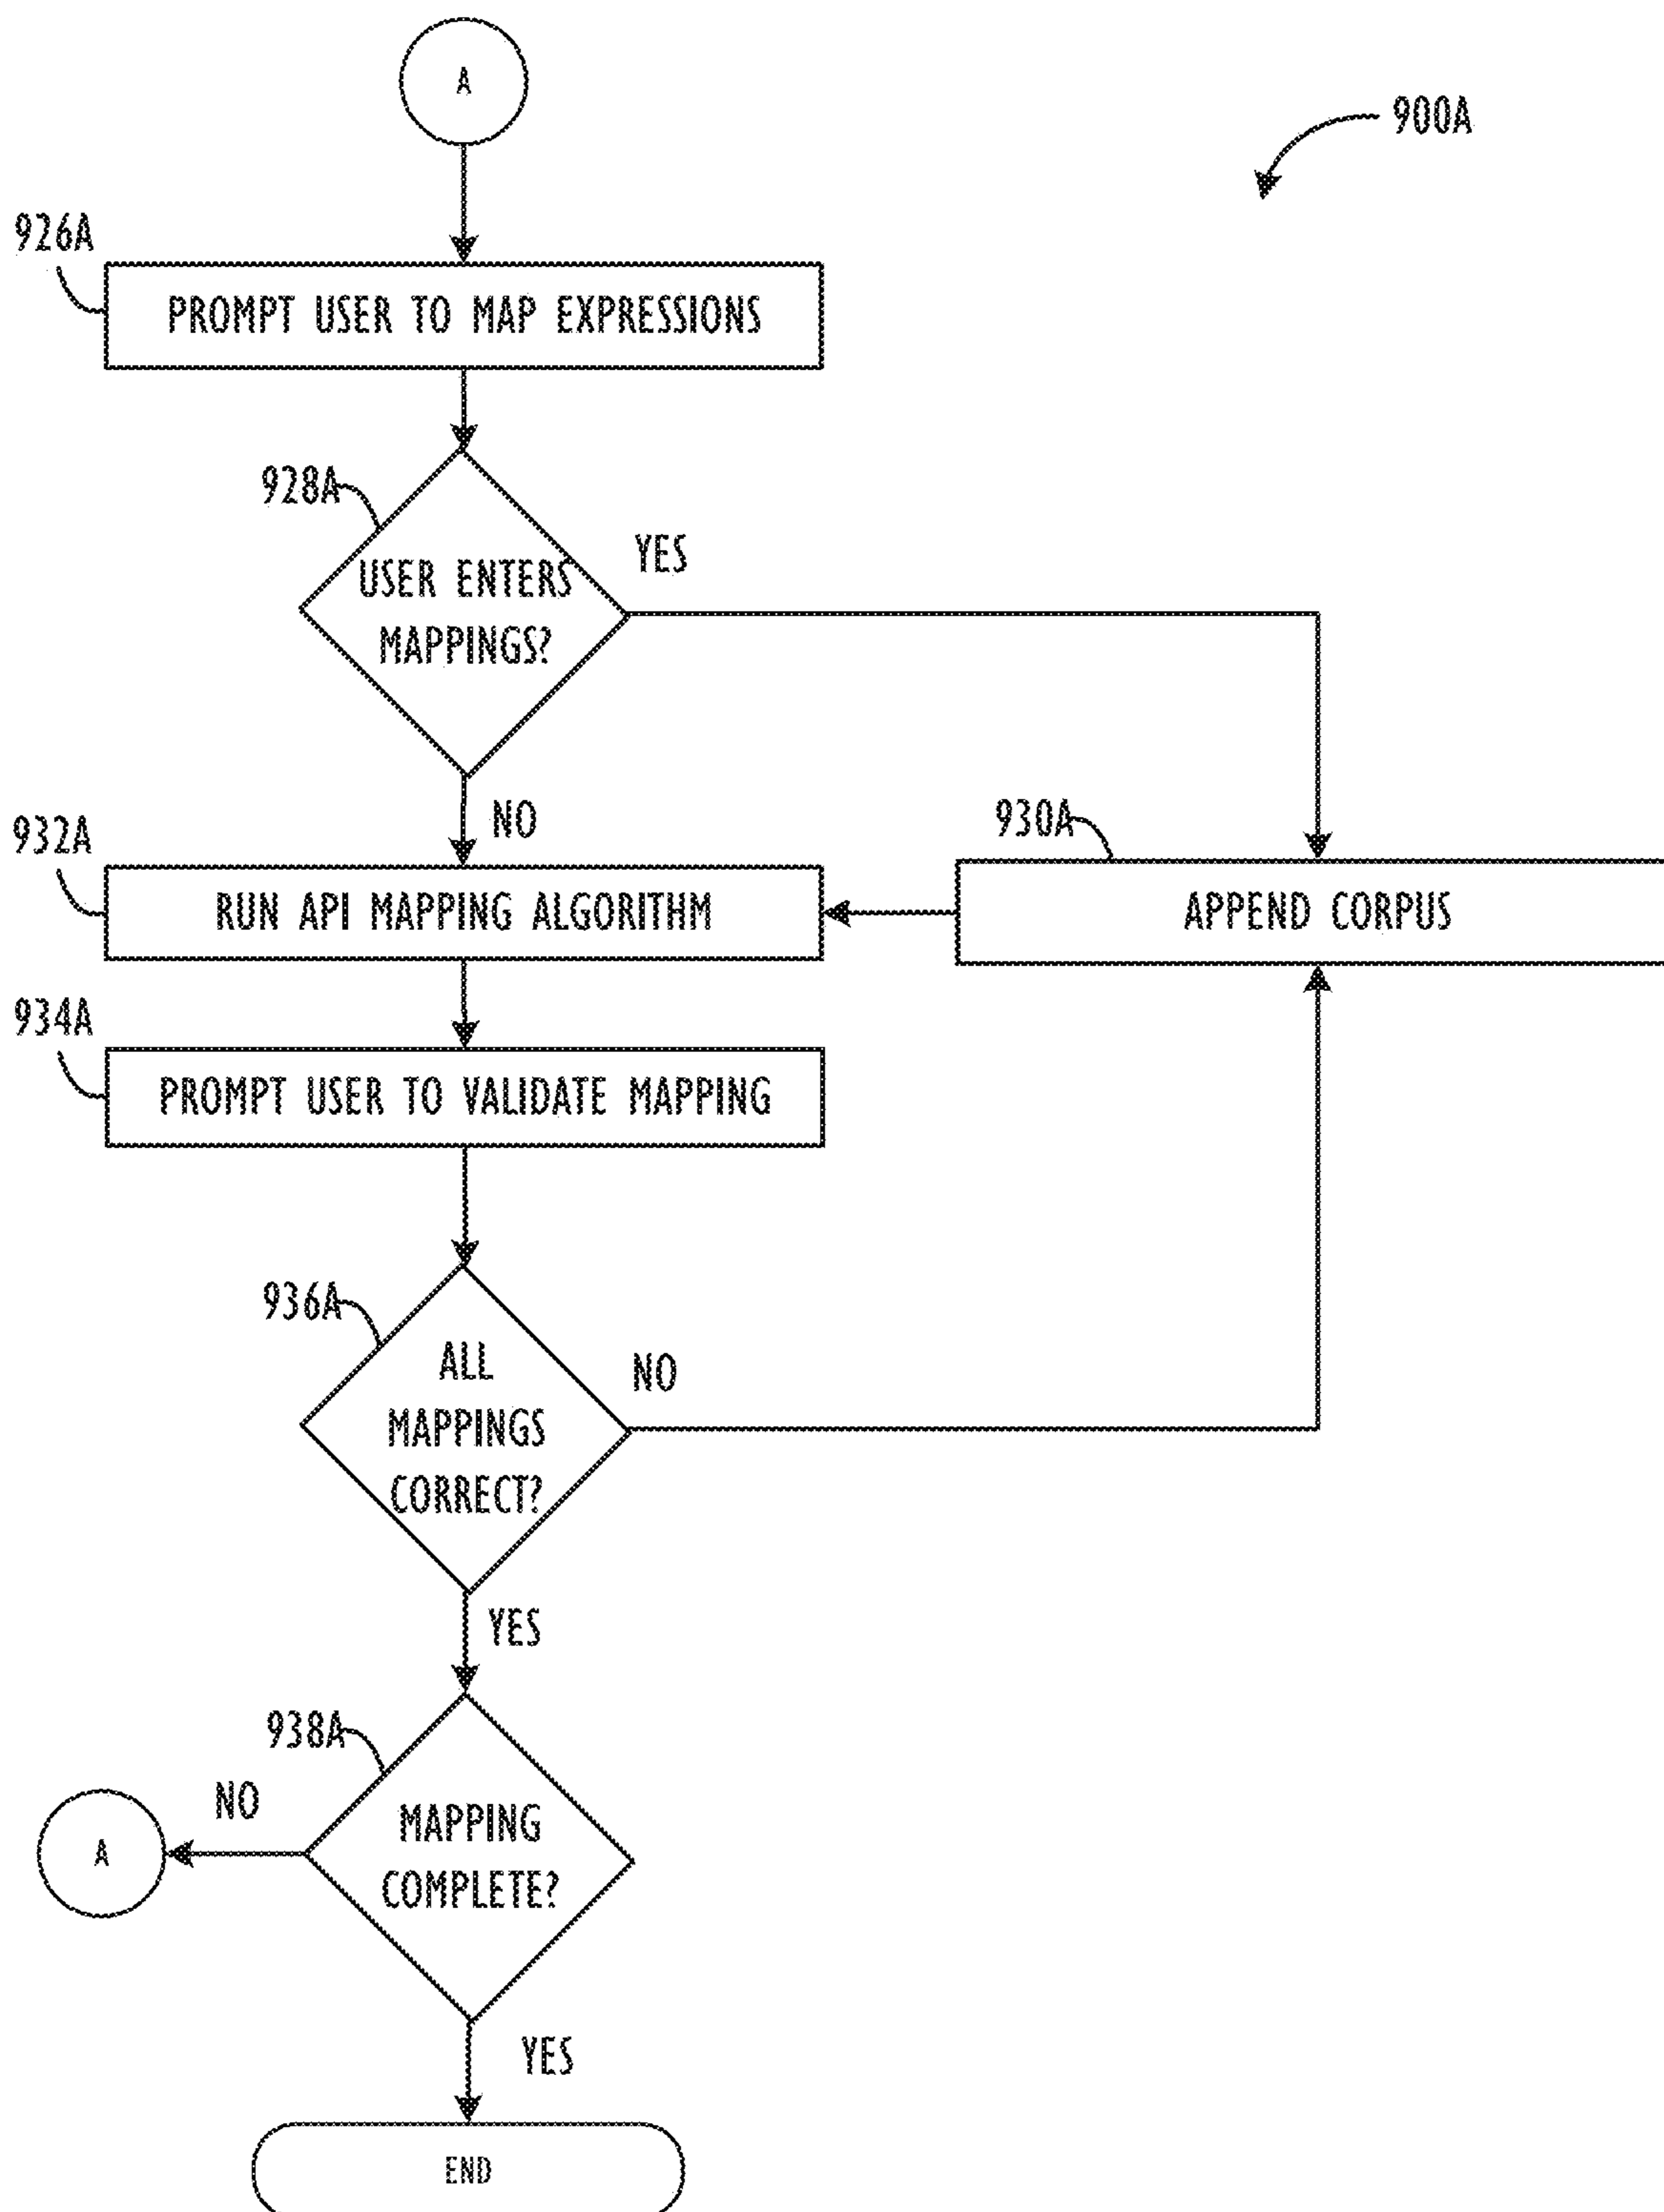 A
900A
926A
PROMPT USER TO MAP EXPRESSIONS
928A
USER ENTERS
MAPPINGS?
YES
NO
932A
RUN API MAPPING ALGORITHM
930A
APPEND CORPUS
934A
PROMPT USER TO VALIDATE MAPPING
936A
ALL
MAPPINGS
CORRECT?
NO
YES
938A
MAPPING
COMPLETE?
NO
A
YES
END